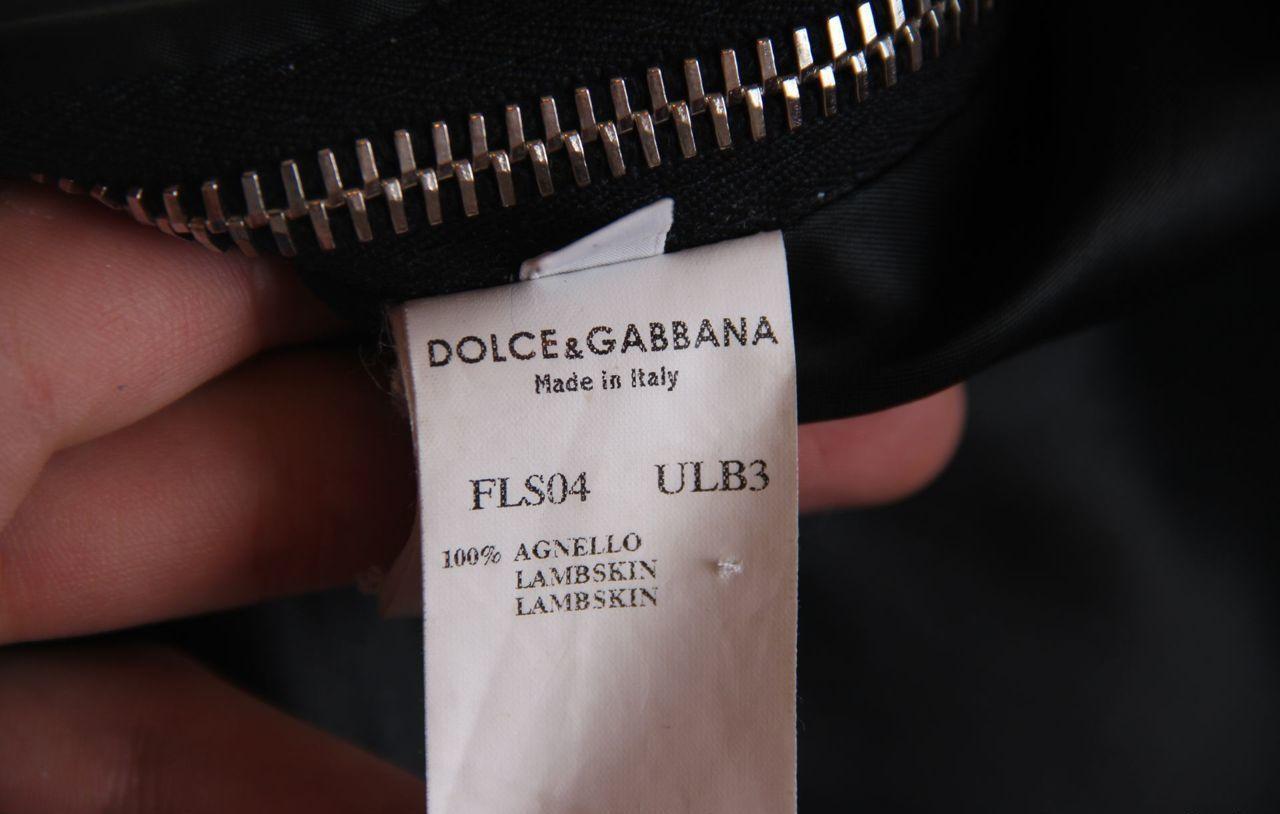 DOLCE&GABBANA
Made in Italy
FLS04 ULB3
100% AGNELLO
LAMBSKIN
LAMBSKIN